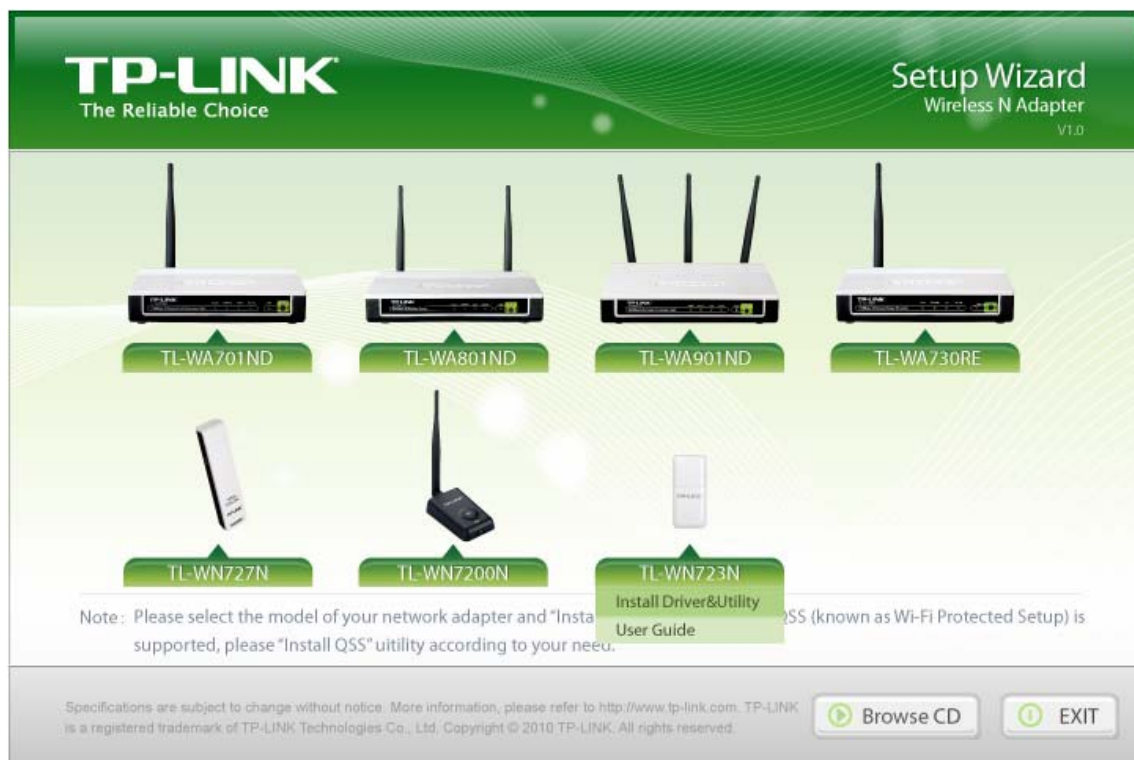 TP-LINK
The Reliable Choice
Setup Wizard
Wireless N Adapter
V1.0
TL-WA701ND
TL-WA801ND
TL-WA901ND
TL-WA730RE
TL-WN727N
TL-WN7200N
TL-WN723N
Install Driver&Utility
User Guide
Note: Please select the model of your network adapter and "Insta QSS (known as Wi-Fi Protected Setup) is
supported, please "Install QSS" uitility according to your need.
Specifications are subject to change without notice. More information, please refer to http://www.tp-link.com. TP-LINK
is a registered trademark of TP-LINK Technologies Co., Ltd. Copyright © 2010 TP-LINK. All rights reserved.
Browse CD
EXIT